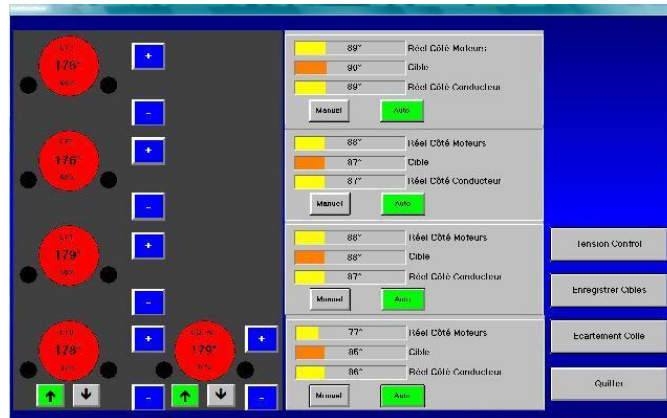 176°
+
-
89° Réel Côté Moteurs
90° Cible
89° Réel Côté Conducteur
Manuel Auto
176°
+
-
88° Réel Côté Moteurs
87° Cible
87° Réel Côté Conducteur
Manuel Auto
179°
+
-
88° Réel Côté Moteurs
88° Cible
87° Réel Côté Conducteur
Manuel Auto
178°
+
179°
+
-
-
77° Réel Côté Moteurs
85° Cible
86° Réel Côté Conducteur
Manuel Auto
Tension Control
Enregistrer Cibles
Ecartement Colle
Quitter